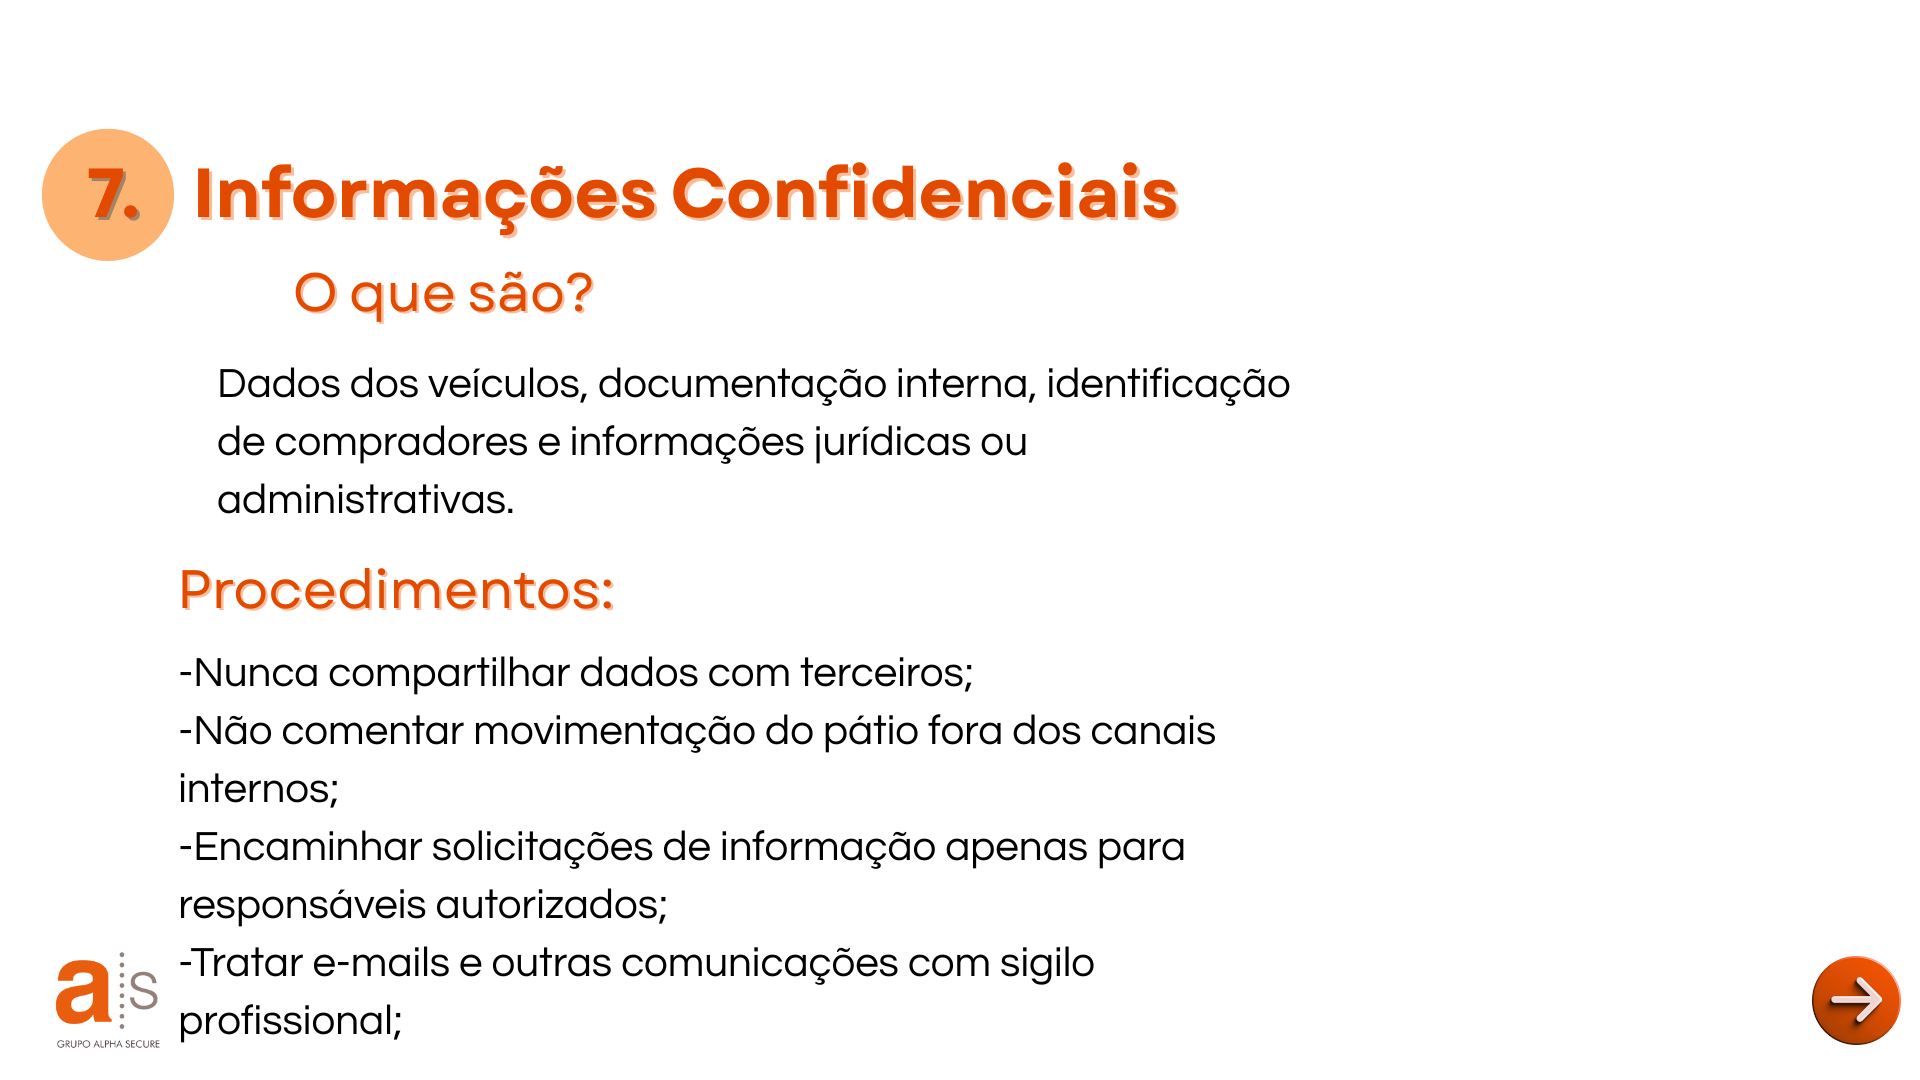 7.
Informações Confidenciais
O que são?
Dados dos veículos, documentação interna, identificação
de compradores e informações jurídicas ou
administrativas.
Procedimentos:
-Nunca compartilhar dados com terceiros;
-Não comentar movimentação do pátio fora dos canais
internos;
-Encaminhar solicitações de informação apenas para
responsáveis autorizados;
-Tratar e-mails e outras comunicações com sigilo
profissional;
a s
GRUPO ALPHA SECURE